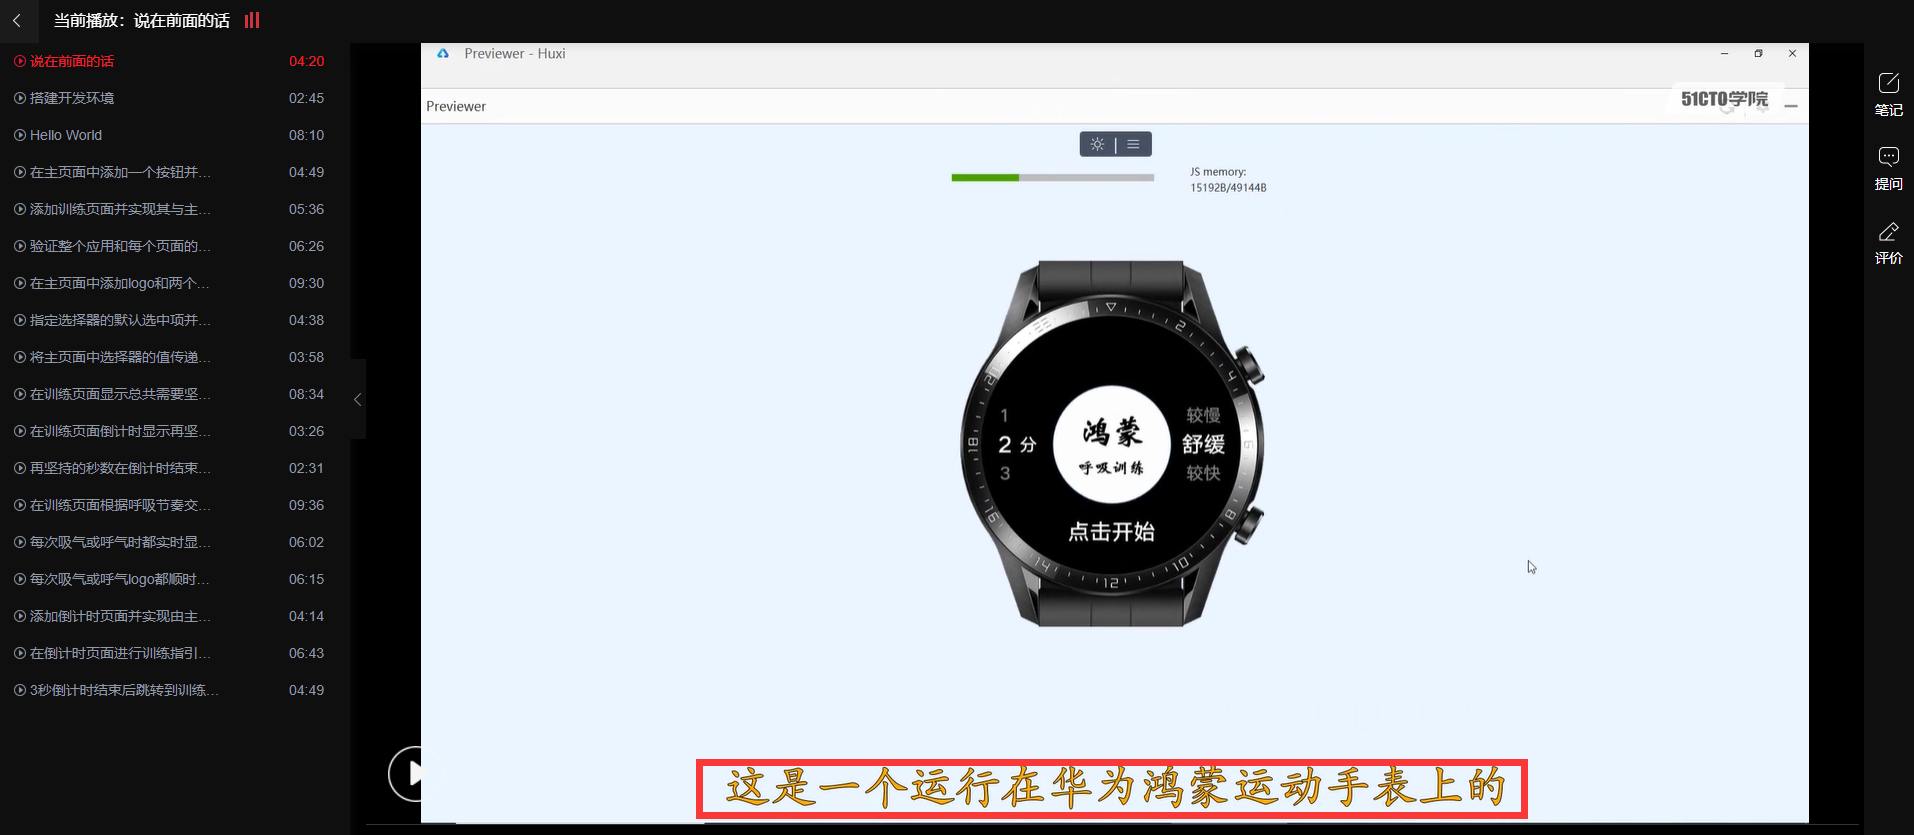 当前播放：说在前面的话
说在前面的话 04:20
搭建开发环境 02:45
Hello World 08:10
在主页面中添加一个按钮并... 04:49
添加训练页面并实现其与主... 05:36
验证整个应用和每个页面的... 06:26
在主页面中添加logo和两个... 09:30
指定选择器的默认选中项并... 04:38
将主页面中选择器的值传递... 03:58
在训练页面显示总共需要坚... 08:34
在训练页面倒计时显示再坚... 03:26
再坚持的秒数在倒计时结束... 02:31
在训练页面根据呼吸节奏交... 09:36
每次吸气或呼气时都实时显... 06:02
每次吸气或呼气logo都顺时... 06:15
添加倒计时页面并实现由主... 04:14
在倒计时页面进行训练指引... 06:43
3秒倒计时结束后跳转到训练... 04:49
Previewer - Huxi
Previewer
51CTO学院
JS memory:
15192B/49144B
2
4
6
8
10
12
14
16
18
20
22
1
2 分
3
鸿蒙
呼吸训练
较慢
舒缓
较快
点击开始
这是一个运行在华为鸿蒙运动手表上的
笔记
提问
评价